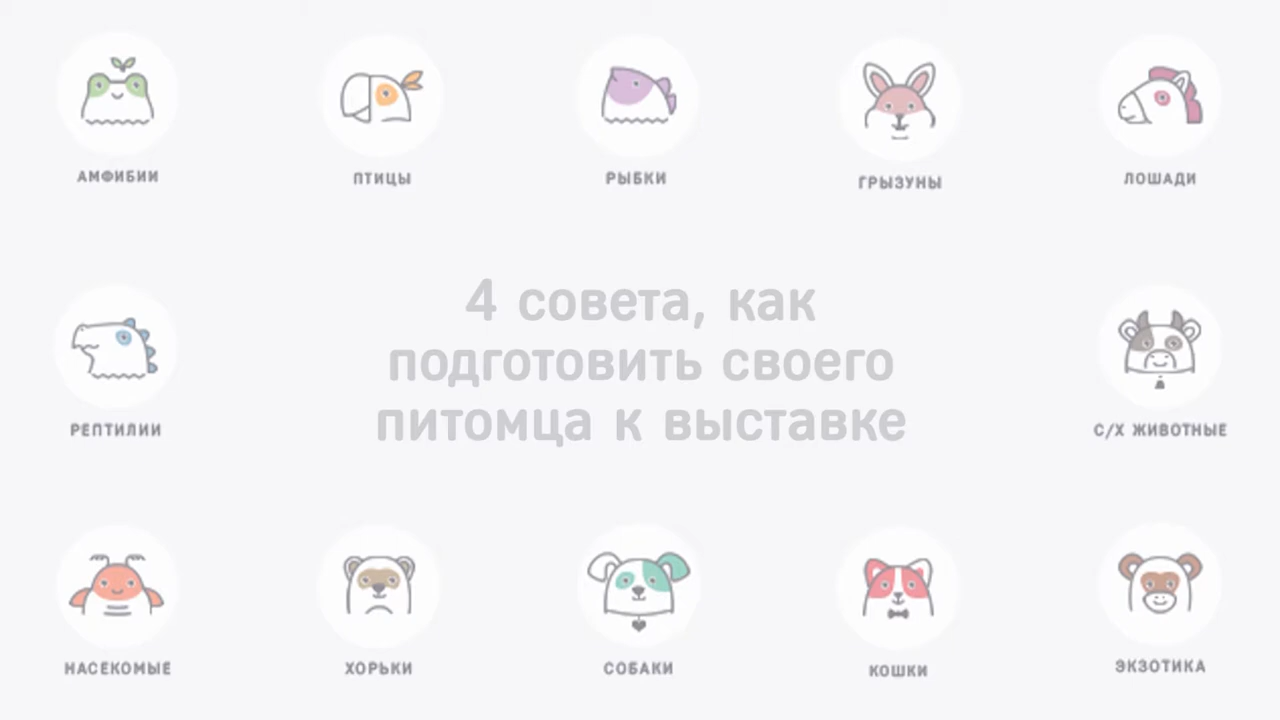 АМФИБИИ
ПТИЦЫ
РЫБКИ
ГРЫЗУНЫ
ЛОШАДИ
4 совета, как
подготовить своего
питомца к выставке
РЕПТИЛИИ
С/Х ЖИВОТНЫЕ
НАСЕКОМЫЕ
ХОРЬКИ
СОБАКИ
КОШКИ
ЭКЗОТИКА